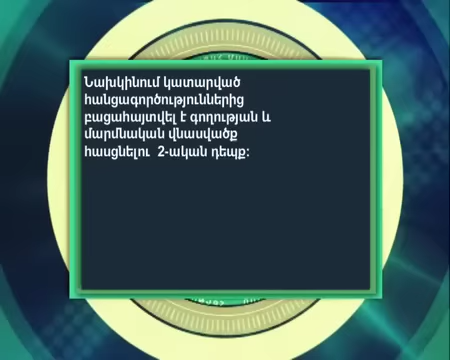 Նախկինում կատարված
հանցագործություններից
բացահայտվել է գողության և
մարմնական վնասվածք
հասցնելու 2-ական դեպք: